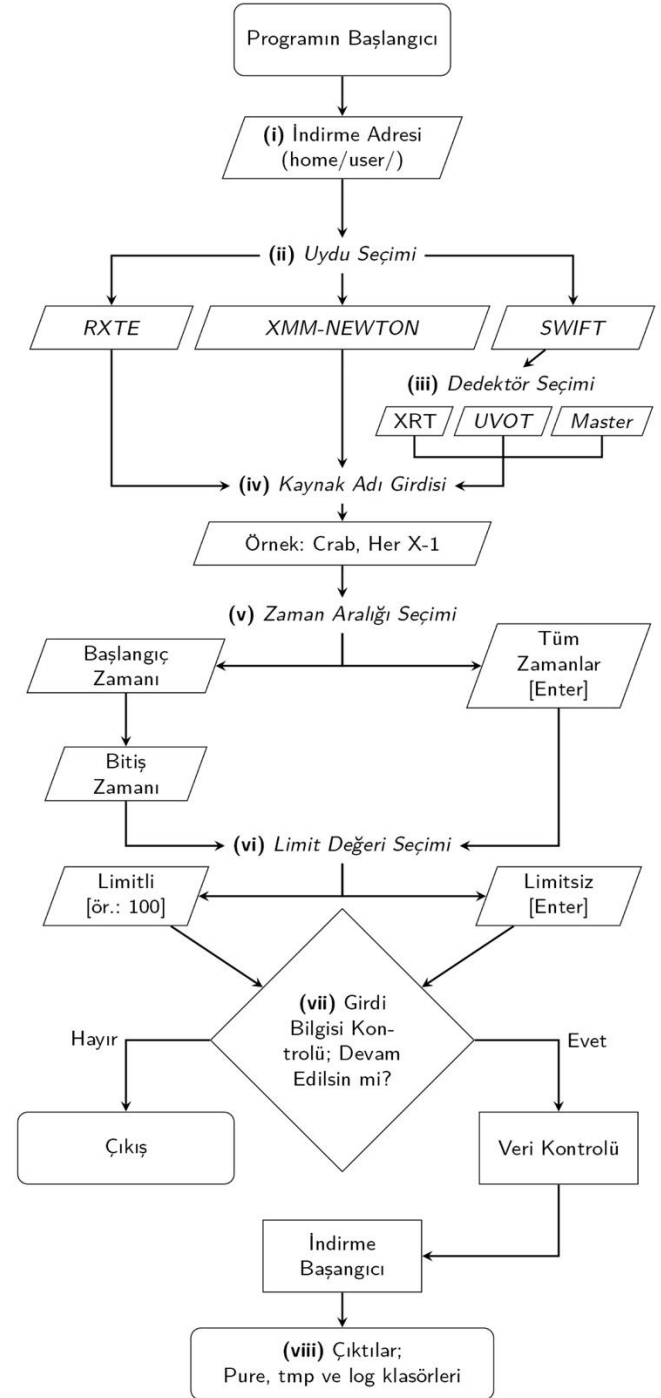 Programın Başlangıcı
(i) İndirme Adresi
(home/user/)
(ii) Uydu Seçimi
RXTE
XMM-NEWTON
SWIFT
(iii) Dedektör Seçimi
XRT
UVOT
Master
(iv) Kaynak Adı Girdisi
Örnek: Crab, Her X-1
(v) Zaman Aralığı Seçimi
Başlangıç
Zamanı
Tüm
Zamanlar
[Enter]
Bitiş
Zamanı
(vi) Limit Değeri Seçimi
Limitli
[ör.: 100]
Limitsiz
[Enter]
(vii) Girdi
Bilgisi Kon-
trolü; Devam
Edilsin mi?
Hayır
Evet
Çıkış
Veri Kontrolü
İndirme
Başangıcı
(viii) Çıktılar;
Pure, tmp ve log klasörleri